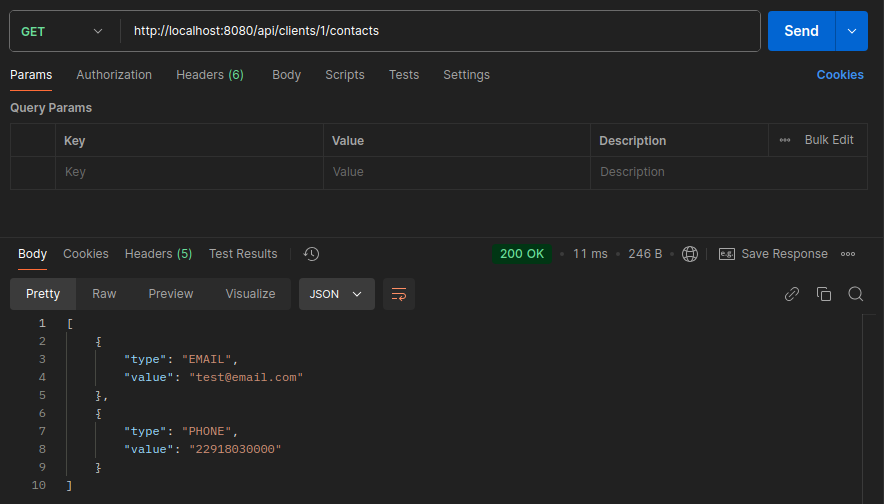 GET http://localhost:8080/api/clients/1/contacts Send
Params Authorization Headers (6) Body Scripts Tests Settings Cookies
Query Params
Key Value Description ••• Bulk Edit
Key Value Description
Body Cookies Headers (5) Test Results 200 OK • 11 ms • 246 B • e.g. Save Response •••
Pretty Raw Preview Visualize JSON
1 [
2 {
3 "type": "EMAIL",
4 "value": "test@email.com"
5 },
6 {
7 "type": "PHONE",
8 "value": "22918030000"
9 }
10 ]